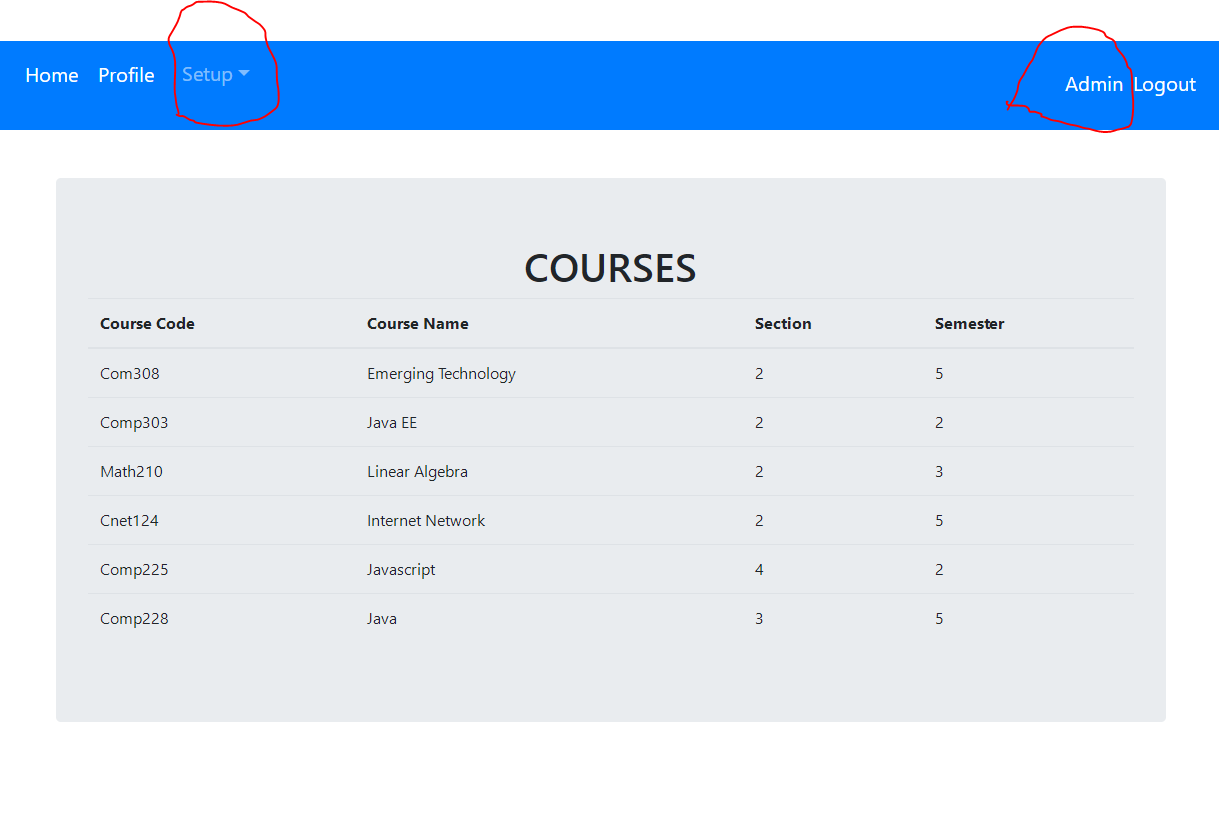 Home Profile Setup Admin Logout
COURSES
Course Code Course Name Section Semester
Com308 Emerging Technology 2 5
Comp303 Java EE 2 2
Math210 Linear Algebra 2 3
Cnet124 Internet Network 2 5
Comp225 Javascript 4 2
Comp228 Java 3 5